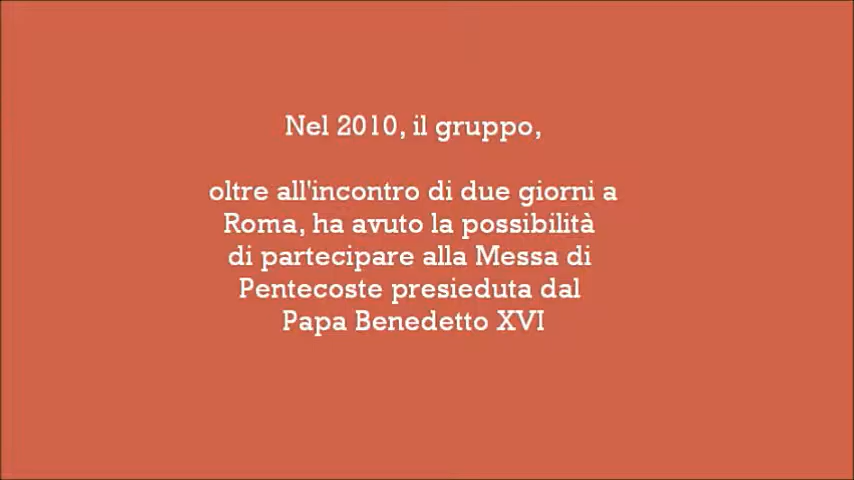 Nel 2010, il gruppo,
oltre all'incontro di due giorni a
Roma, ha avuto la possibilità
di partecipare alla Messa di
Pentecoste presieduta dal
Papa Benedetto XVI